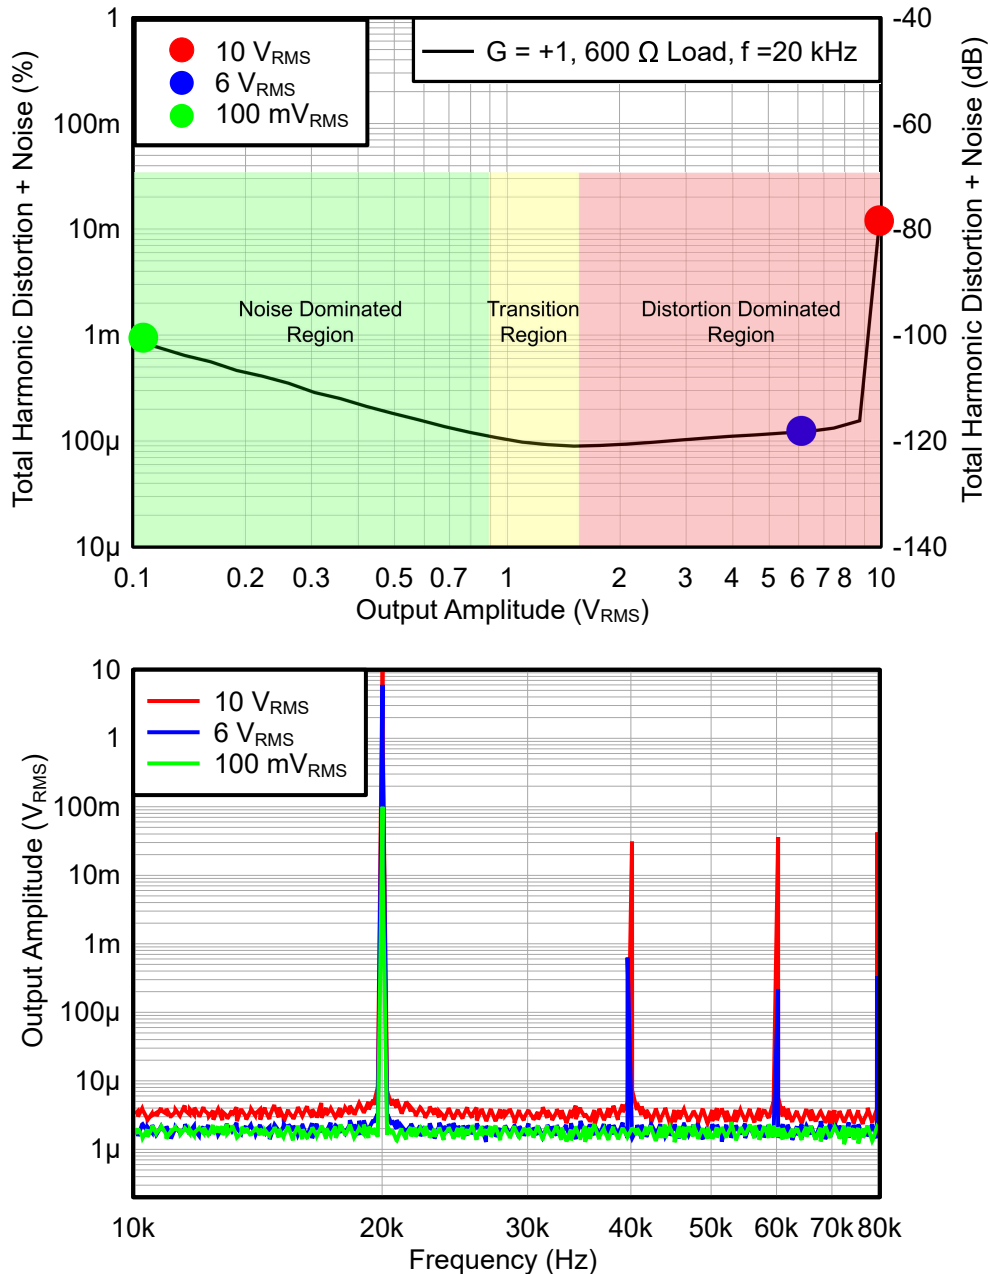 Total Harmonic Distortion + Noise (%)
1
100m
10m
1m
100µ
10µ
10 VRMS
6 VRMS
100 mVRMS
G = +1, 600 Ω Load, f =20 kHz
Noise Dominated
Region
Transition
Region
Distortion Dominated
Region
-40
-60
-80
-100
-120
-140
Total Harmonic Distortion + Noise (dB)
0.1 0.2 0.3 0.5 0.7 1 2 3 4 5 6 7 8 10
Output Amplitude (VRMS)
Output Amplitude (VRMS)
10
1
100m
10m
1m
100µ
10µ
1µ
10 VRMS
6 VRMS
100 mVRMS
10k 20k 30k 40k 50k 60k 70k 80k
Frequency (Hz)